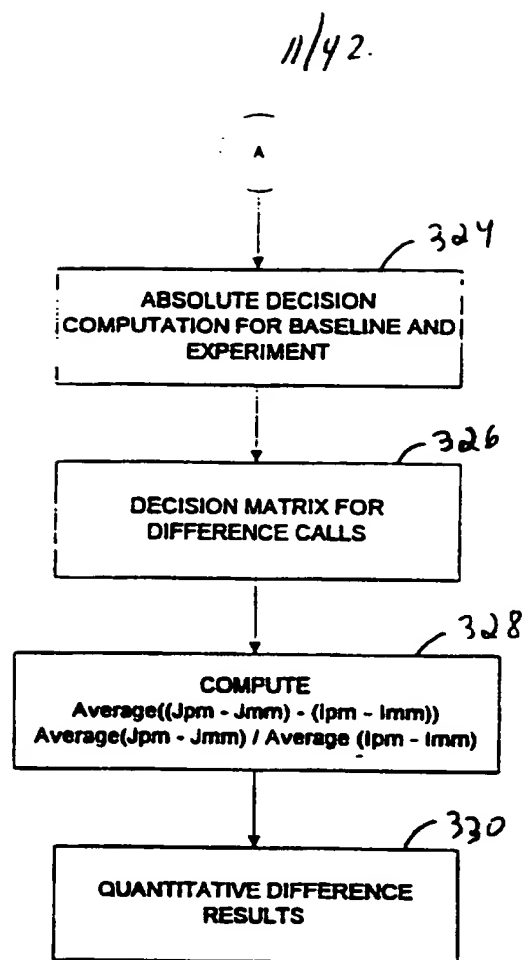 11/42.
A
324
ABSOLUTE DECISION
COMPUTATION FOR BASELINE AND
EXPERIMENT
326
DECISION MATRIX FOR
DIFFERENCE CALLS
328
COMPUTE
Average((Jpm - Jmm) - (Ipm - Imm))
Average(Jpm - Jmm) / Average (Ipm - Imm)
330
QUANTITATIVE DIFFERENCE
RESULTS